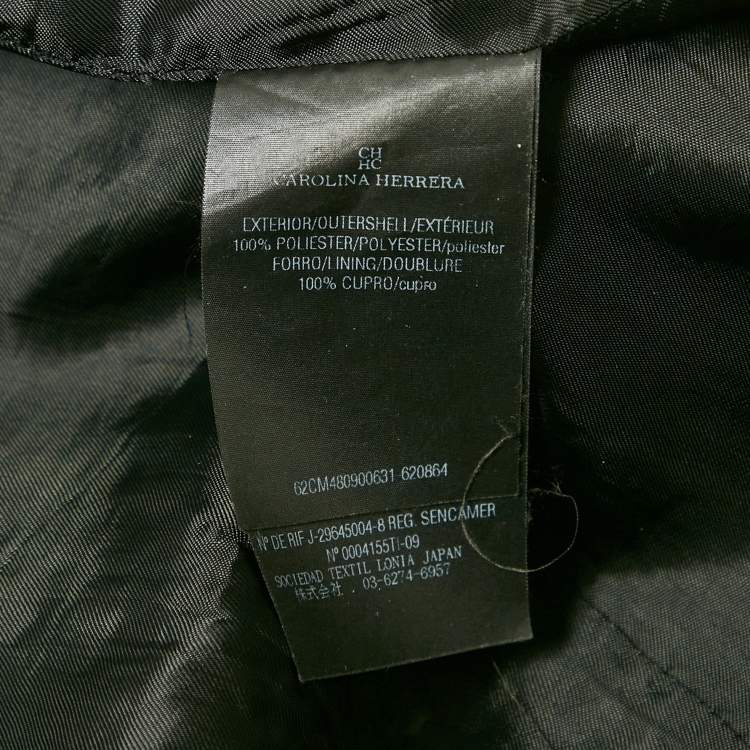 CH
HC
CAROLINA HERRERA
EXTERIOR/OUTERSHELL/EXTÉRIEUR
100% POLIESTER/POLYESTER/poliester
FORRO/LINING/DOUBLURE
100% CUPRO/cupro
62CM480900631-620864
Nº DE RIF J-29645004-8 REG. SENCAMER
Nº 0004155TI-09
SOCIEDAD TEXTIL LONIA JAPAN
株式会社. 03-6274-6957